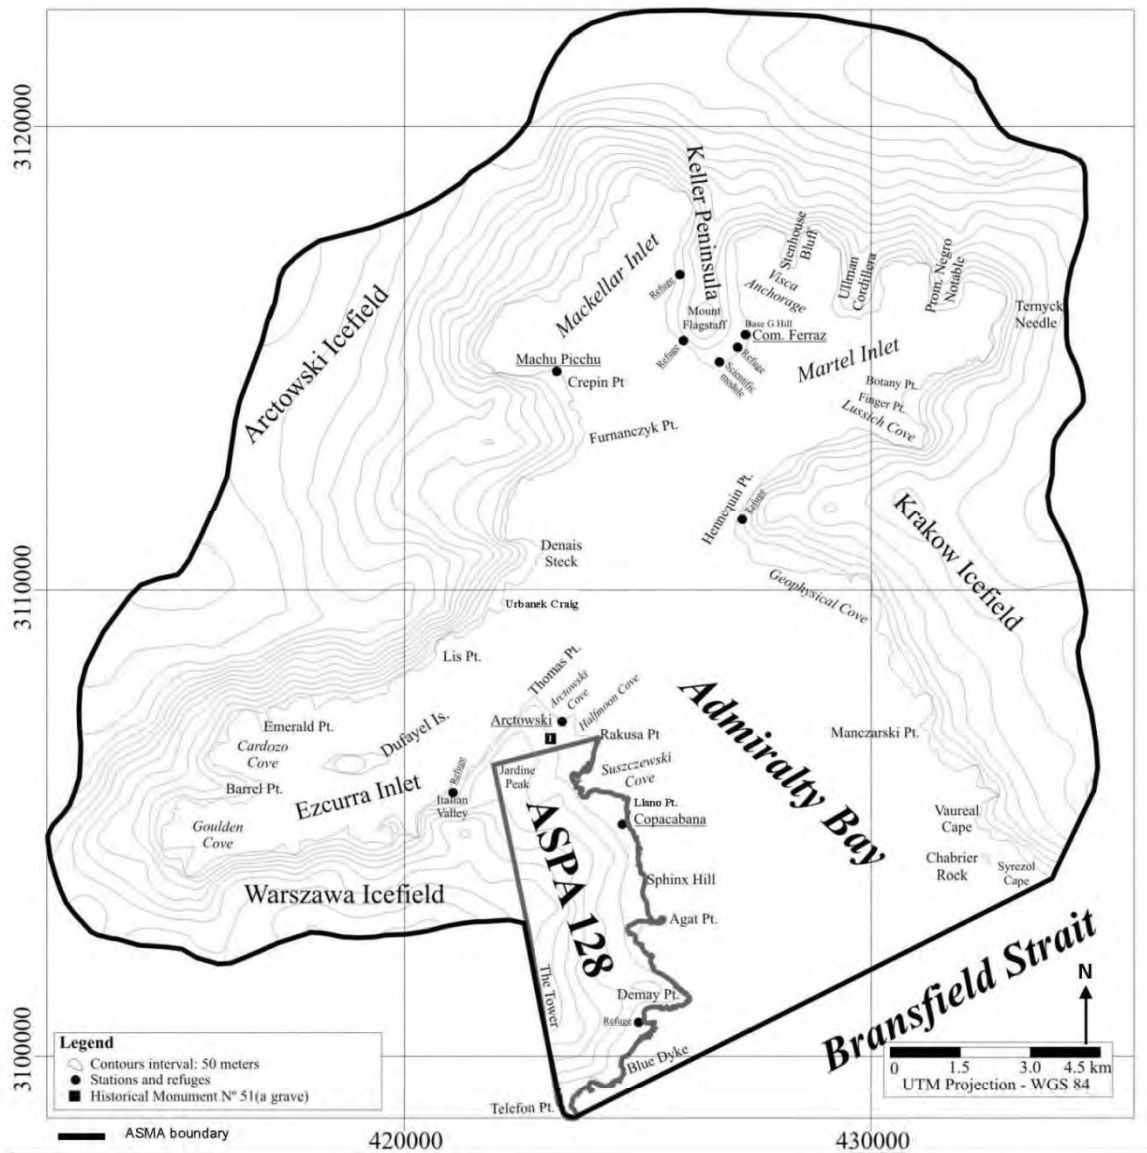 3120000
Keller Peninsula
Stenhouse
Bluff
Ullman
Cordillera
Prom. Negro
Notable
Mackellar Inlet
Visca
Anchorage
Refuge
Ternyck
Needle
Arctowski Icefield
Mount
Flagstaff
Base G Hill
Com. Ferraz
Refuge
Refuge
Scientific
module
Martel Inlet
Machu Picchu
Crepin Pt
Botany Pt.
Finger Pt.
Lussich Cove
Furnanczyk Pt.
Hennequin Pt.
Refuge
Krakow Icefield
Denais
Steck
3110000
Geophysical Cove
Urbanek Craig
Lis Pt.
Thomas Pt.
Arctowski
Cove
Halfmoon Cove
Admiralty Bay
Emerald Pt.
Dufayel Is.
Arctowski
1
Rakusa Pt
Manczarski Pt.
Cardozo
Cove
Jardine
Peak
Suszczewski
Cove
Refuge
Barrel Pt.
Ezcurra Inlet
Italian
Valley
Llano Pt.
Copacabana
Goulden
Cove
Vaureal
Cape
ASPA 128
Chabrier
Rock
Syrezol
Cape
Warszawa Icefield
Sphinx Hill
Agat Pt.
Bransfield Strait
The Tower
Demay Pt.
N
Refuge
3100000
Blue Dyke
Legend
Contours interval: 50 meters
Stations and refuges
Historical Monument Nº 51(a grave)
0 1.5 3.0 4.5 km
UTM Projection - WGS 84
Telefon Pt.
ASMA boundary
420000
430000